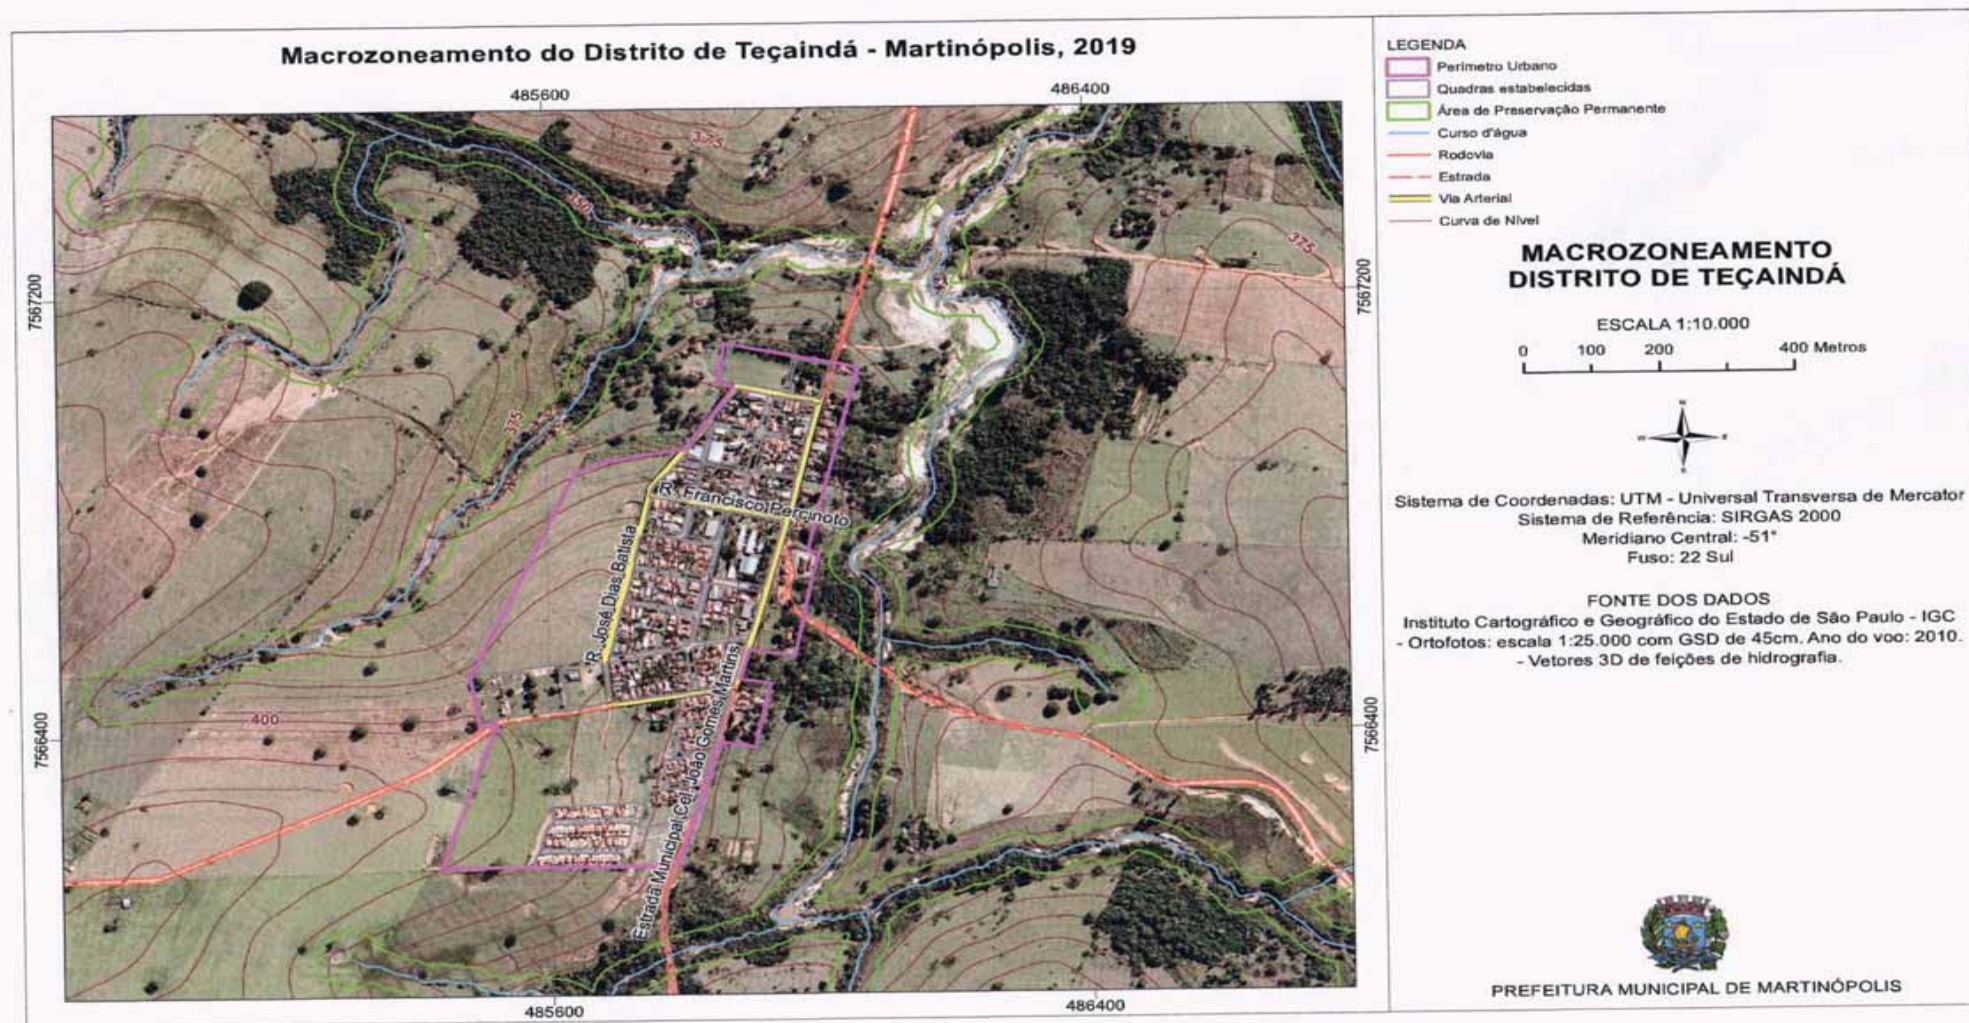 Macrozoneamento do Distrito de Teçaindá - Martinópolis, 2019
485600
486400
7567200
7566400
375
350
375
375
400
R. Francisco Percinoto
R. José Dias Batista
Estrada Municipal Cel. João Gomes Martins
7567200
7566400
485600
486400
LEGENDA
Perímetro Urbano
Quadras estabelecidas
Área de Preservação Permanente
Curso d'água
Rodovia
Estrada
Via Arterial
Curva de Nível
MACROZONEAMENTO
DISTRITO DE TEÇAINDÁ
ESCALA 1:10.000
0 100 200 400 Metros
N
W E
S
Sistema de Coordenadas: UTM - Universal Transversa de Mercator
Sistema de Referência: SIRGAS 2000
Meridiano Central: -51°
Fuso: 22 Sul
FONTE DOS DADOS
Instituto Cartográfico e Geográfico do Estado de São Paulo - IGC
- Ortofotos: escala 1:25.000 com GSD de 45cm. Ano do voo: 2010.
- Vetores 3D de feições de hidrografia.
PREFEITURA MUNICIPAL DE MARTINÓPOLIS